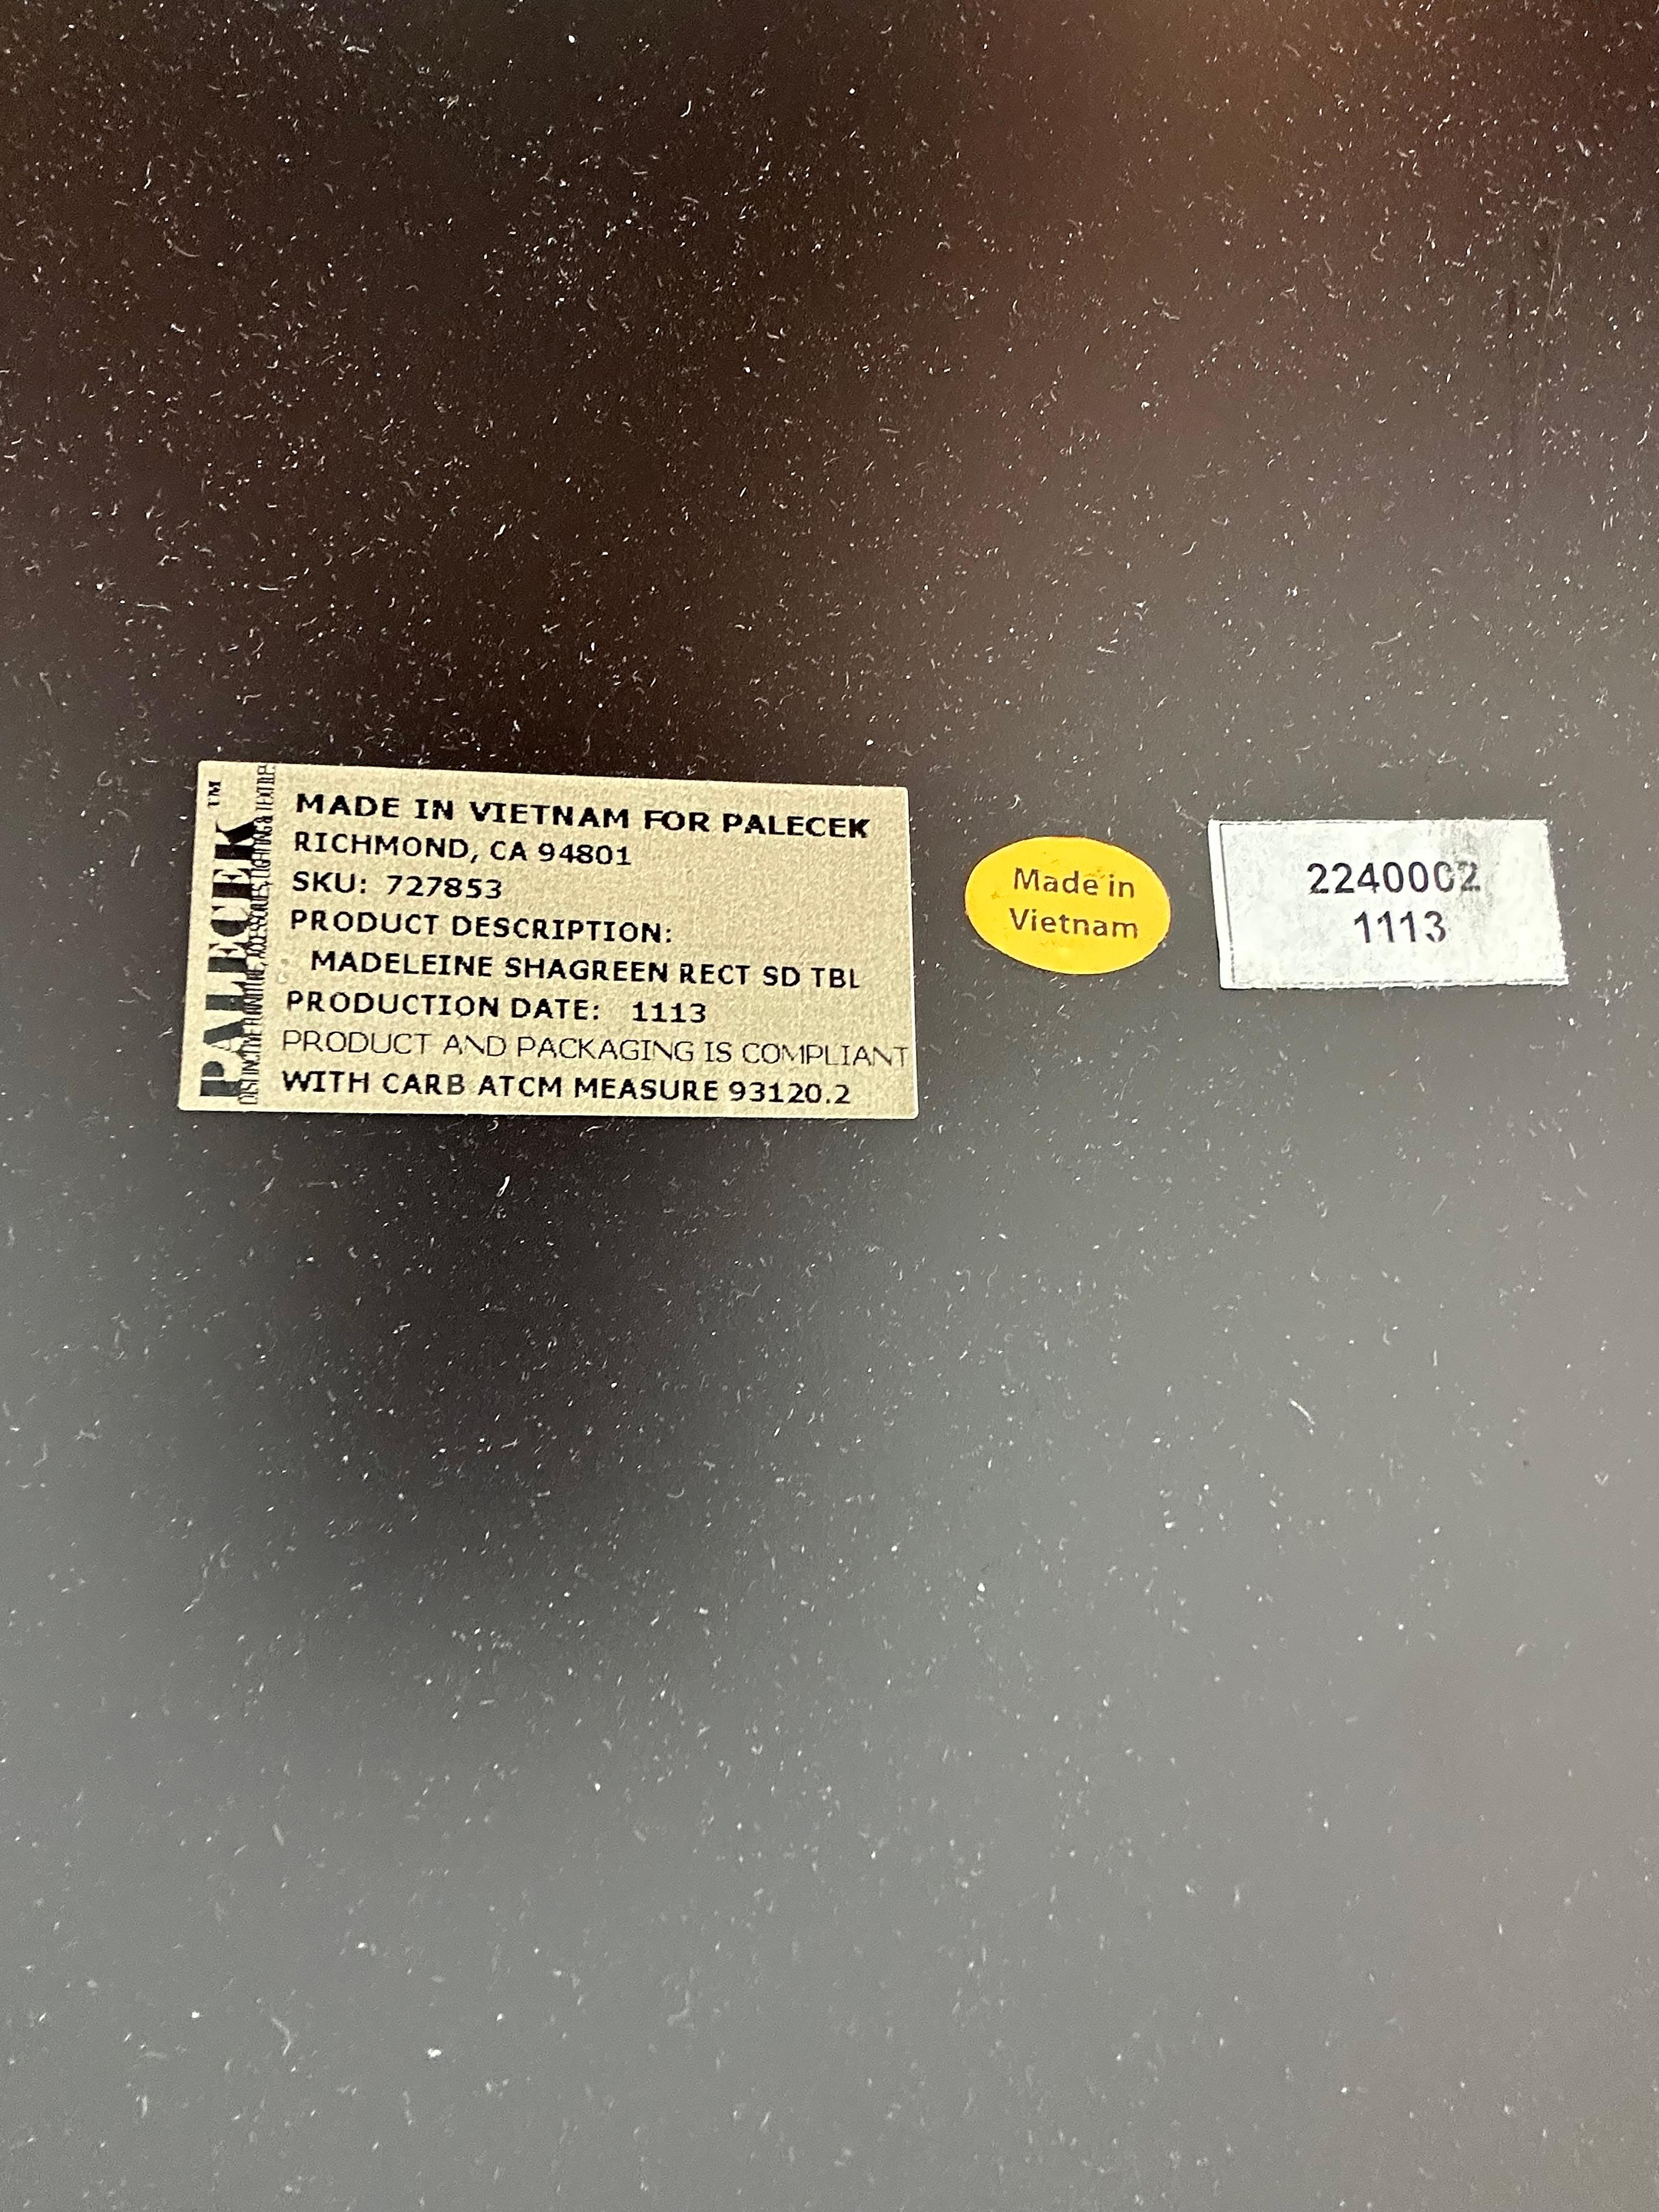 PALECEK™
DISTINCTIVE FURNITURE, ACCESSORIES, LIGHTING & TEXTILES
MADE IN VIETNAM FOR PALECEK
RICHMOND, CA 94801
SKU: 727853
PRODUCT DESCRIPTION:
MADELEINE SHAGREEN RECT SD TBL
PRODUCTION DATE: 1113
PRODUCT AND PACKAGING IS COMPLIANT
WITH CARB ATCM MEASURE 93120.2
Made in
Vietnam
2240002
1113